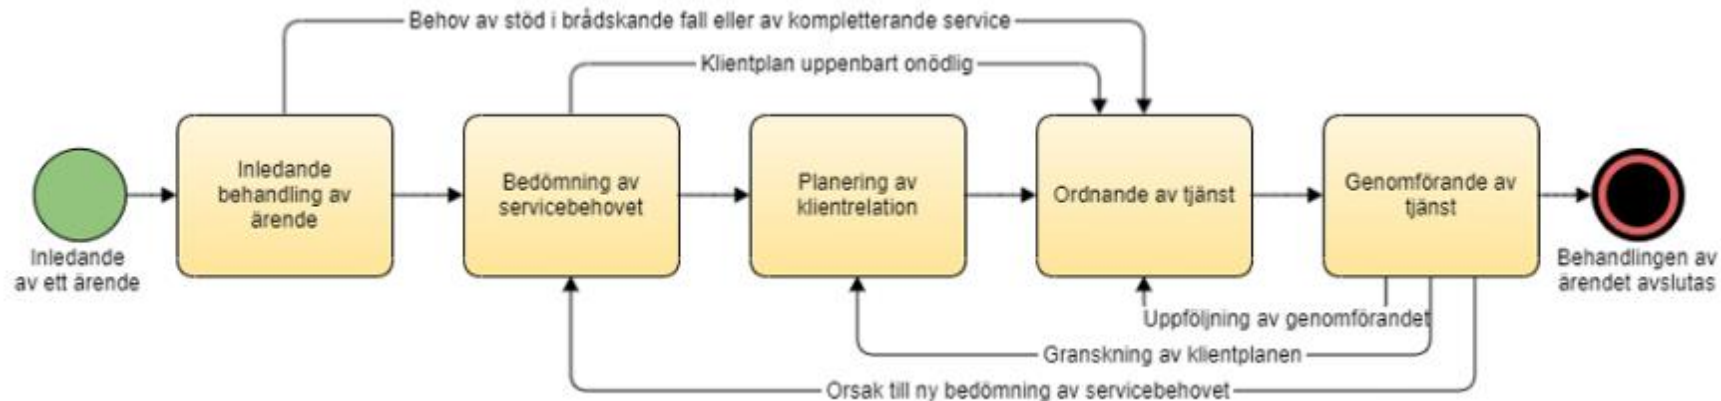 Behov av stöd i brådskande fall eller av kompletterande service
Klientplan uppenbart onödlig
Inledande
behandling av
ärende
Bedömning av
servicebehovet
Planering av
klientrelation
Ordnande av tjänst
Genomförande av
tjänst
Inledande
av ett ärende
Behandlingen av
ärendet avslutas
Uppföljning av genomförandet
Granskning av klientplanen
Orsak till ny bedömning av servicebehovet